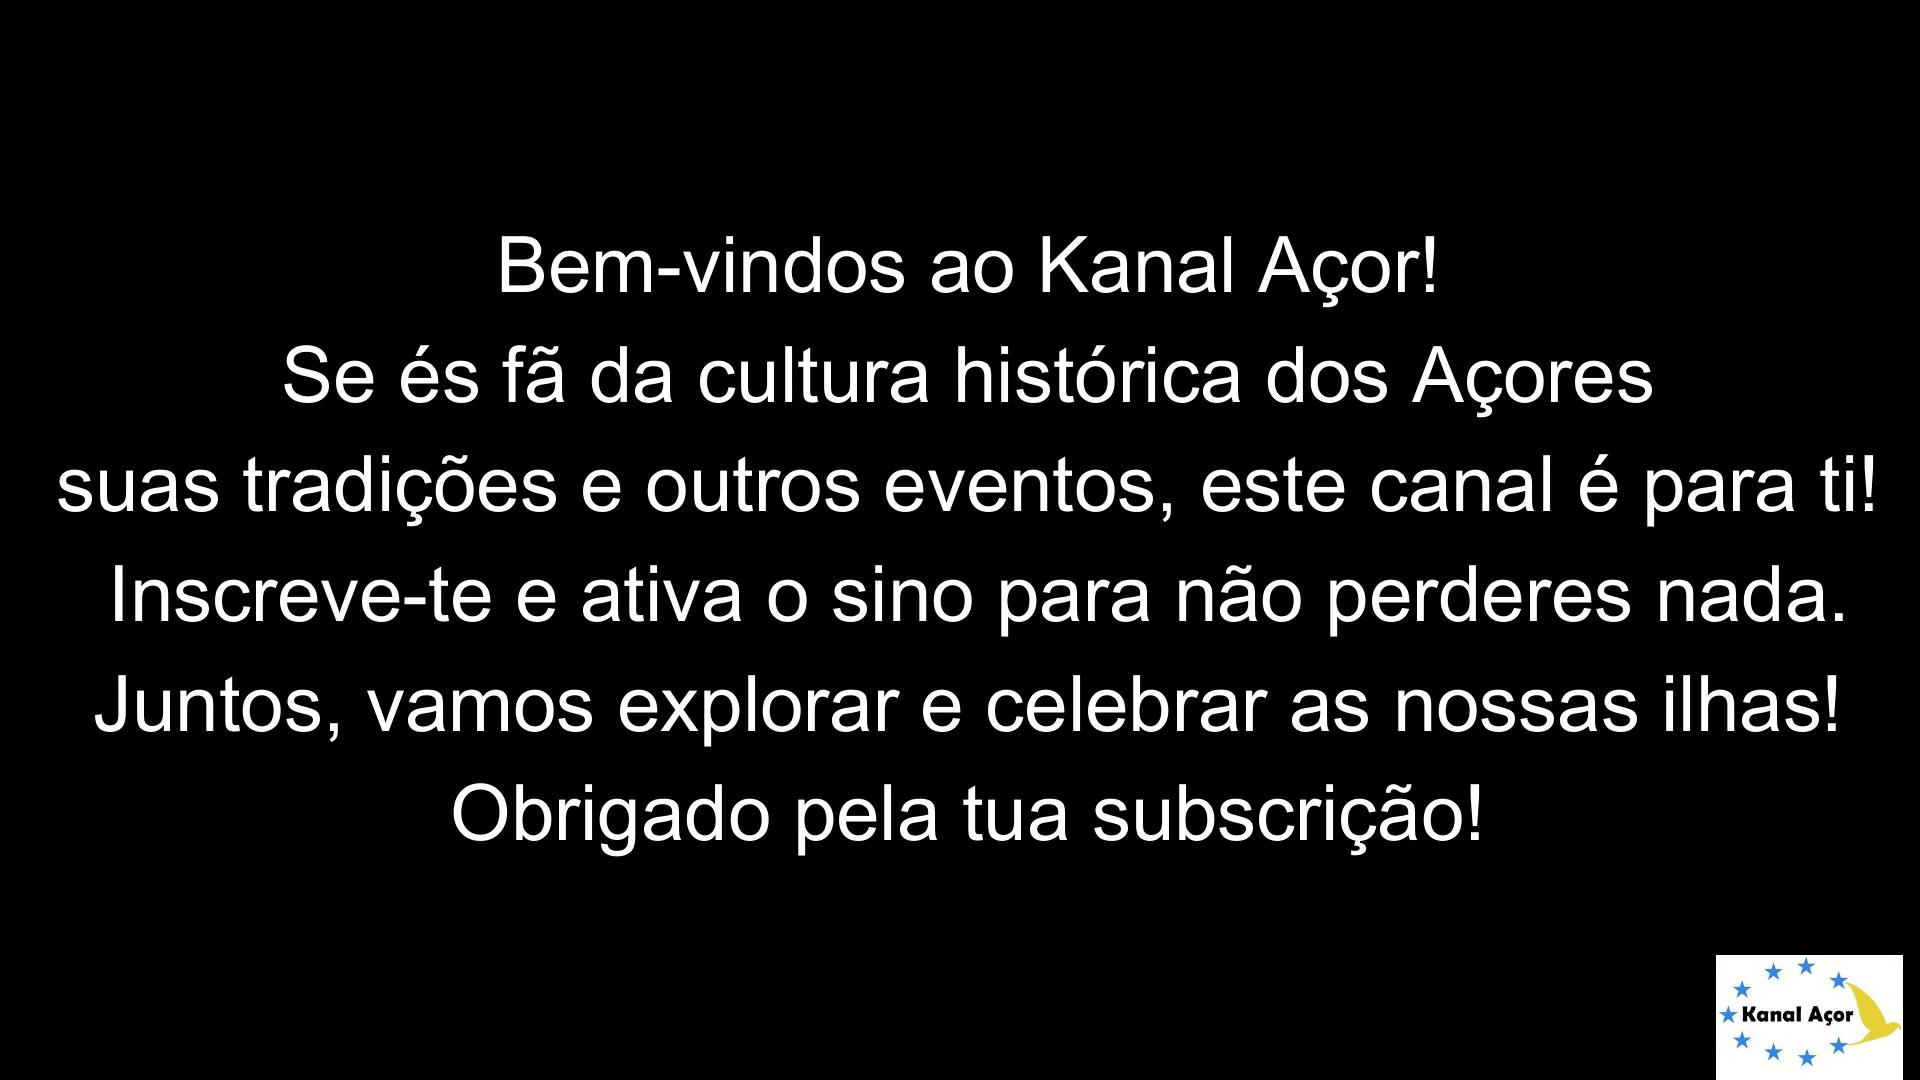 Bem-vindos ao Kanal Açor!
Se és fã da cultura histórica dos Açores
suas tradições e outros eventos, este canal é para ti!
Inscreve-te e ativa o sino para não perderes nada.
Juntos, vamos explorar e celebrar as nossas ilhas!
Obrigado pela tua subscrição!
Kanal Açor